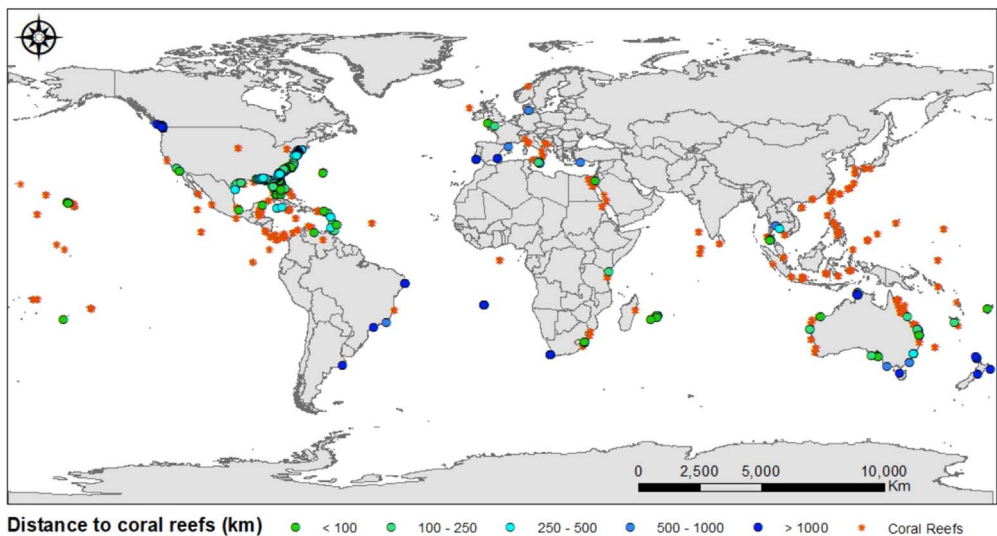 0 2,500 5,000 10,000
Km
Distance to coral reefs (km) < 100 100 - 250 250 - 500 500 - 1000 > 1000 Coral Reefs